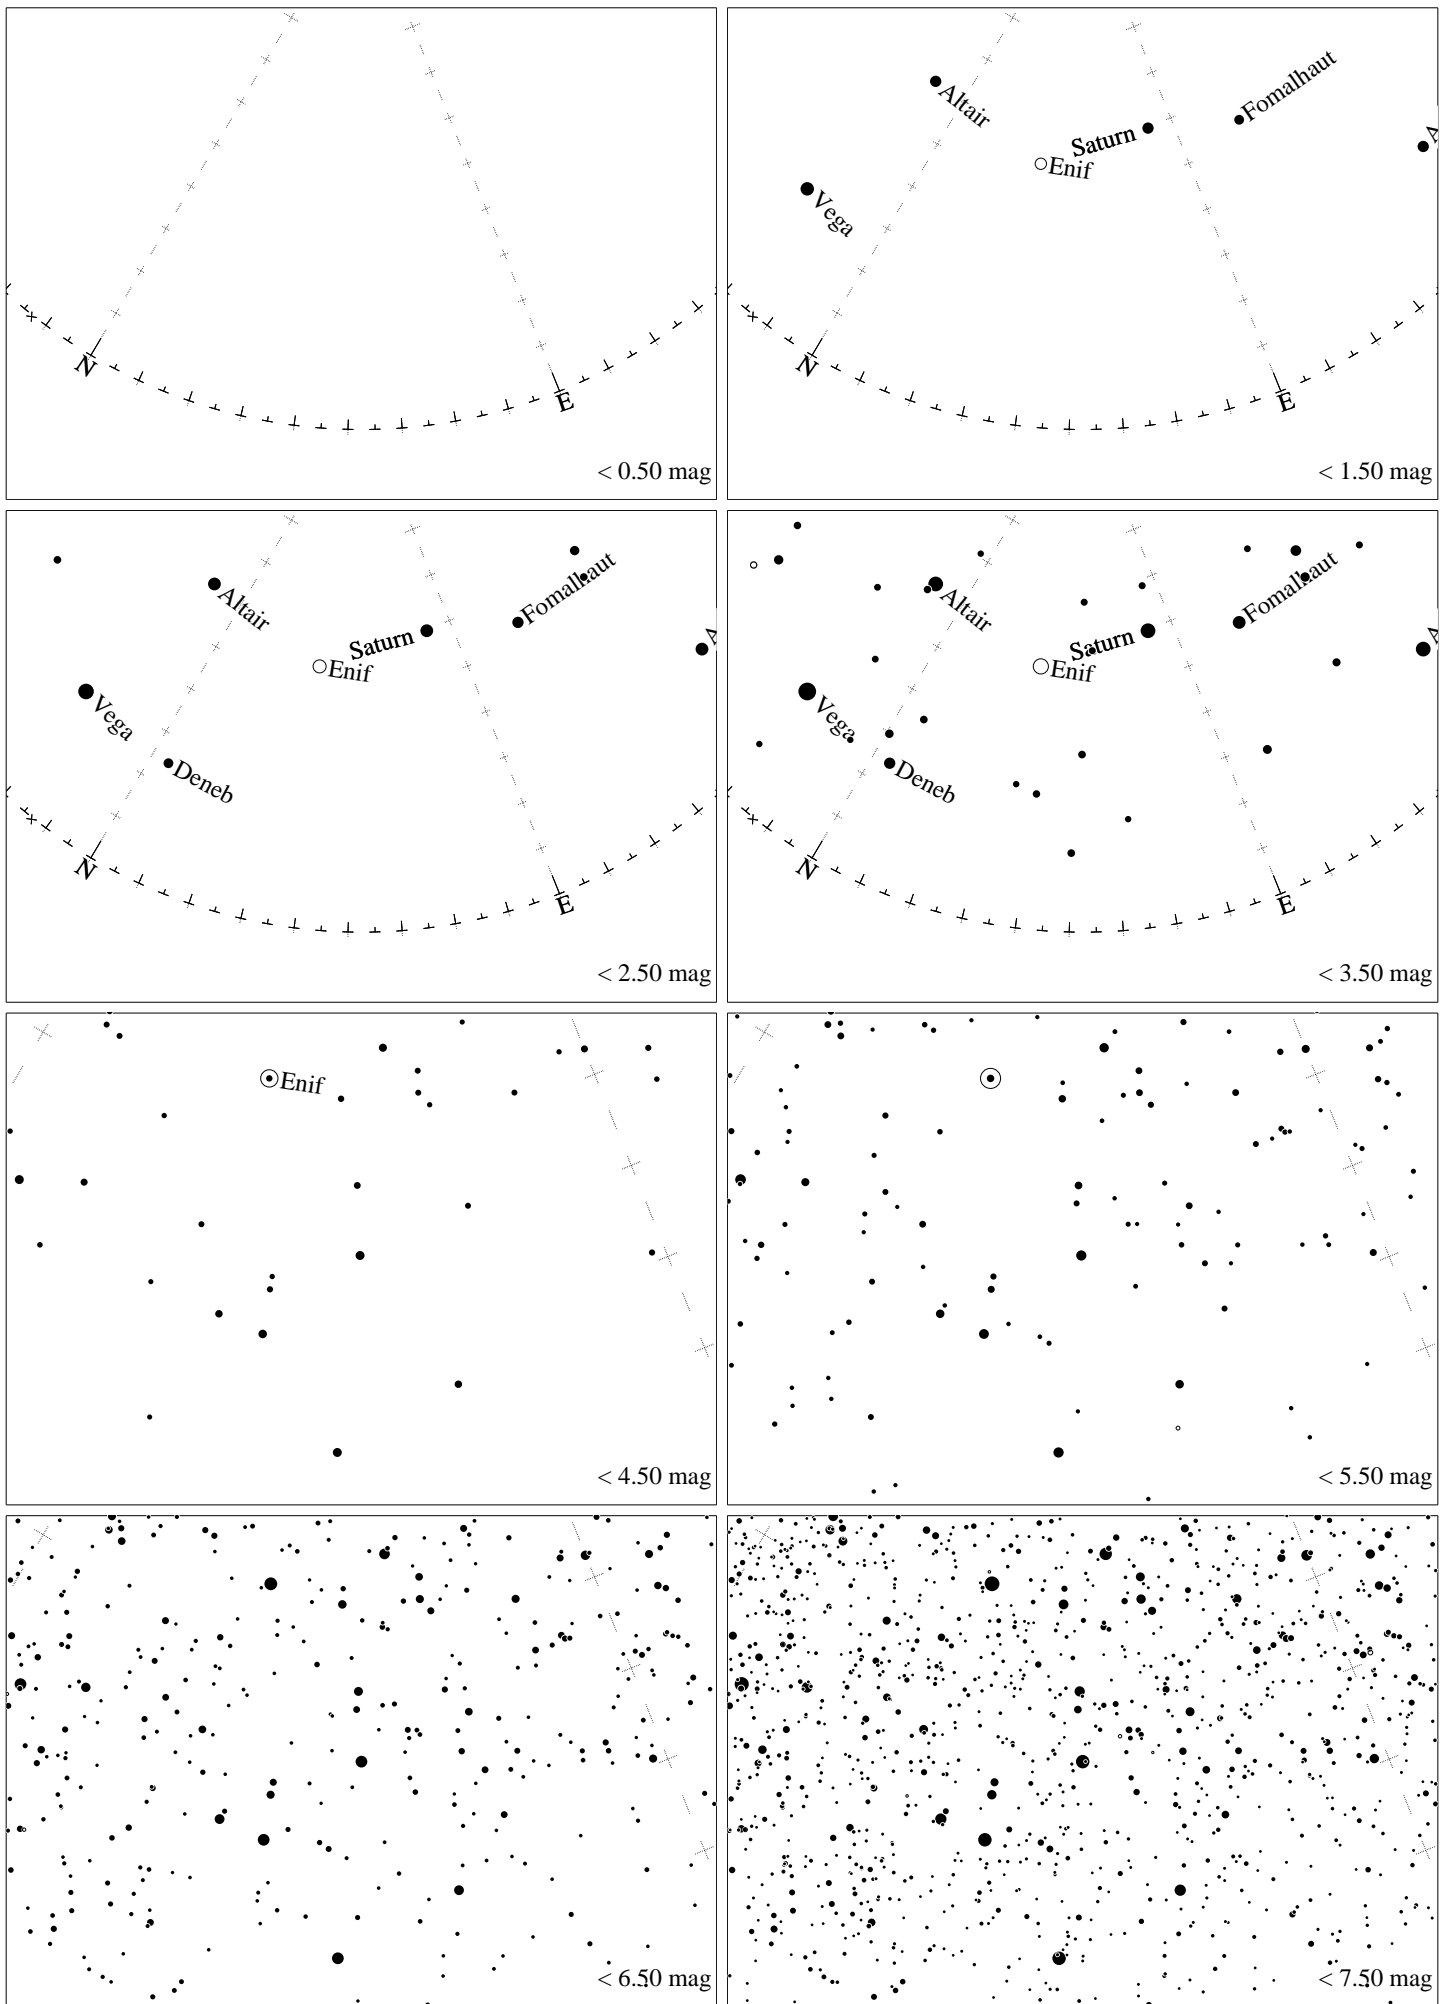 N
E
< 0.50 mag
Altair
Fomalhaut
Saturn
Enif
A
Vega
N
E
< 1.50 mag
Altair
Fomalhaut
Saturn
Enif
A
Vega
Deneb
N
E
< 2.50 mag
Altair
Fomalhaut
Saturn
Enif
A
Vega
Deneb
N
E
< 3.50 mag
Enif
< 4.50 mag
< 5.50 mag
< 6.50 mag
< 7.50 mag